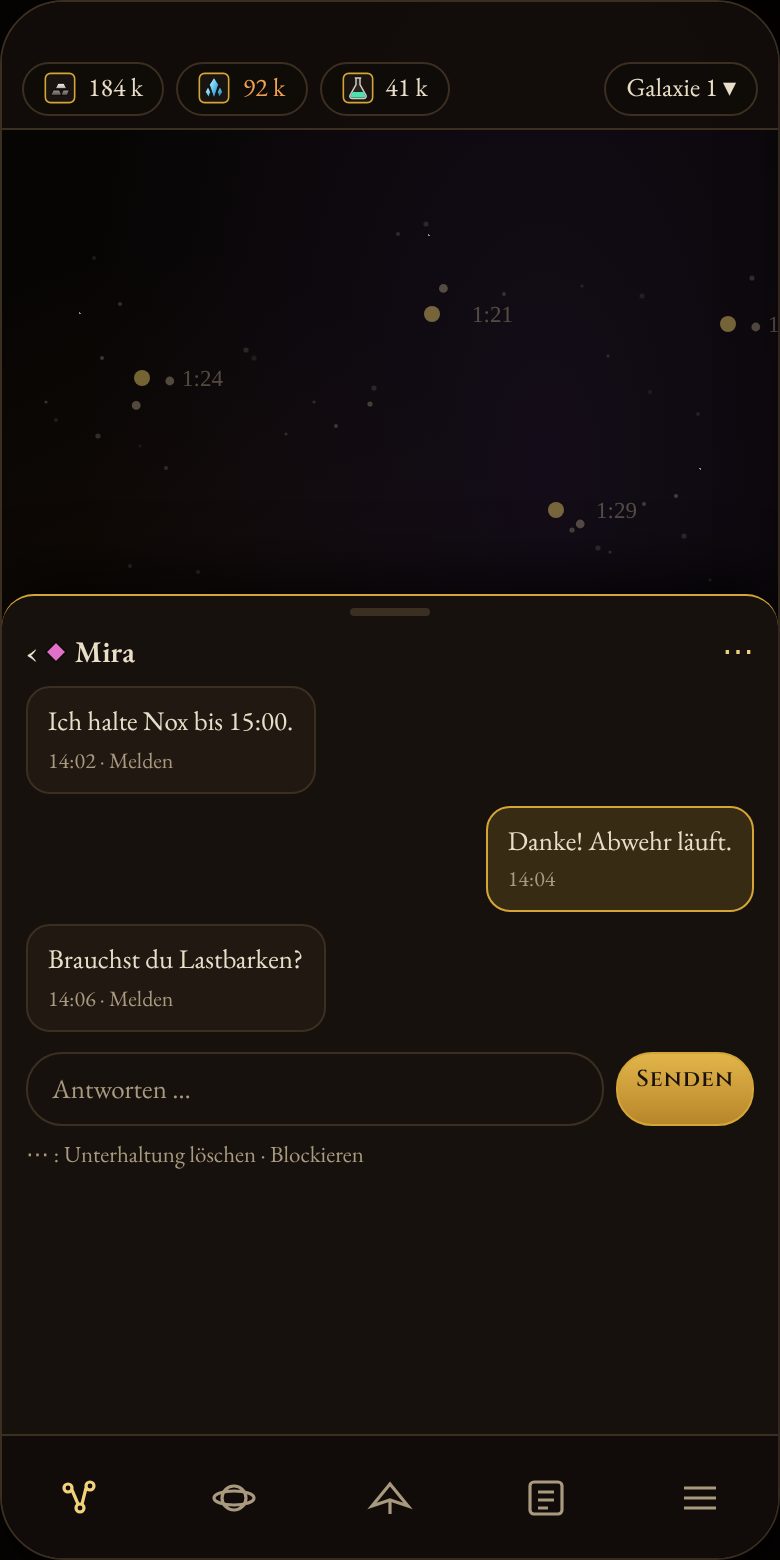 184 k 92 k 41 k Galaxie 1 ▼
1:21
1:24
1:29
‹ Mira ⋯
Ich halte Nox bis 15:00.
14:02 · Melden
Danke! Abwehr läuft.
14:04
Brauchst du Lastbarken?
14:06 · Melden
Antworten ... Senden
⋯ : Unterhaltung löschen · Blockieren